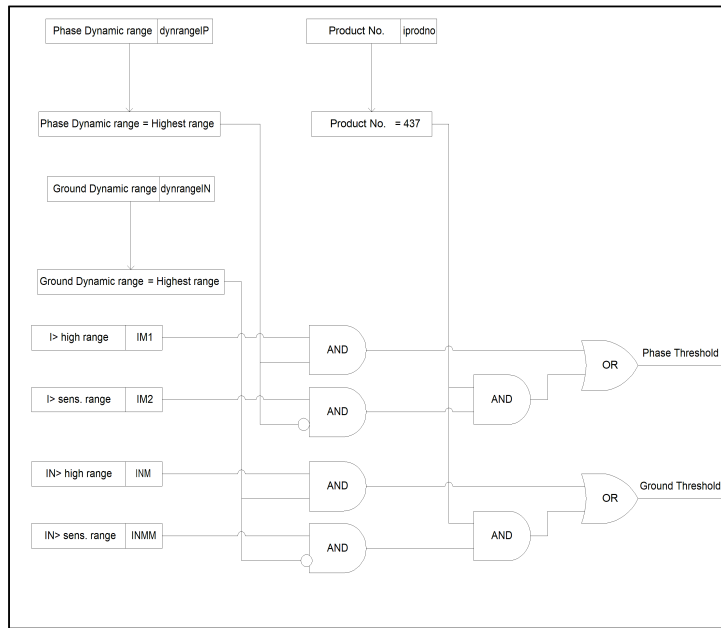 Phase Dynamic range dynrangeIP
Product No. iprodno
Phase Dynamic range = Highest range
Product No. = 437
Ground Dynamic range dynrangeIN
Ground Dynamic range = Highest range
I> high range IM1
AND
Phase Threshold
OR
I> sens. range IM2
AND
AND
IN> high range INM
AND
Ground Threshold
OR
IN> sens. range INMM
AND
AND